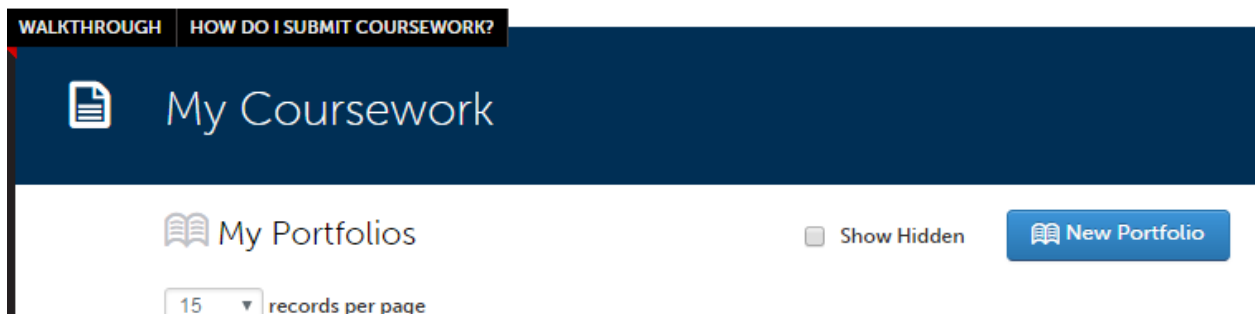 WALKTHROUGH HOW DO I SUBMIT COURSEWORK?
My Coursework
My Portfolios Show Hidden New Portfolio
15 records per page